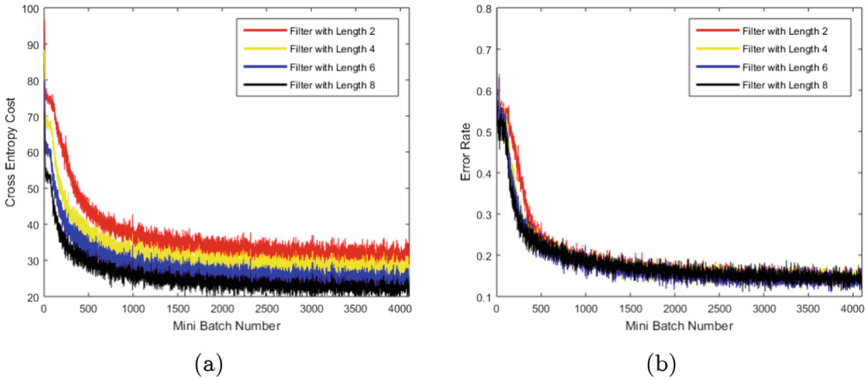 100
90
80
70
60
50
40
30
20
Cross Entropy Cost
0 500 1000 1500 2000 2500 3000 3500 4000
Mini Batch Number
Filter with Length 2
Filter with Length 4
Filter with Length 6
Filter with Length 8
(a)
0.8
0.7
0.6
0.5
0.4
0.3
0.2
0.1
Error Rate
0 500 1000 1500 2000 2500 3000 3500 4000
Mini Batch Number
Filter with Length 2
Filter with Length 4
Filter with Length 6
Filter with Length 8
(b)